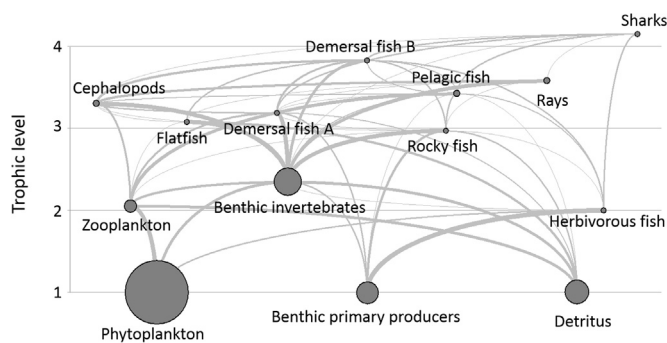 Sharks
4
Demersal fish B
Pelagic fish
Cephalopods
Rays
3
Flatfish
Demersal fish A
Rocky fish
Trophic level
Benthic invertebrates
2
Zooplankton
Herbivorous fish
1
Benthic primary producers
Detritus
Phytoplankton